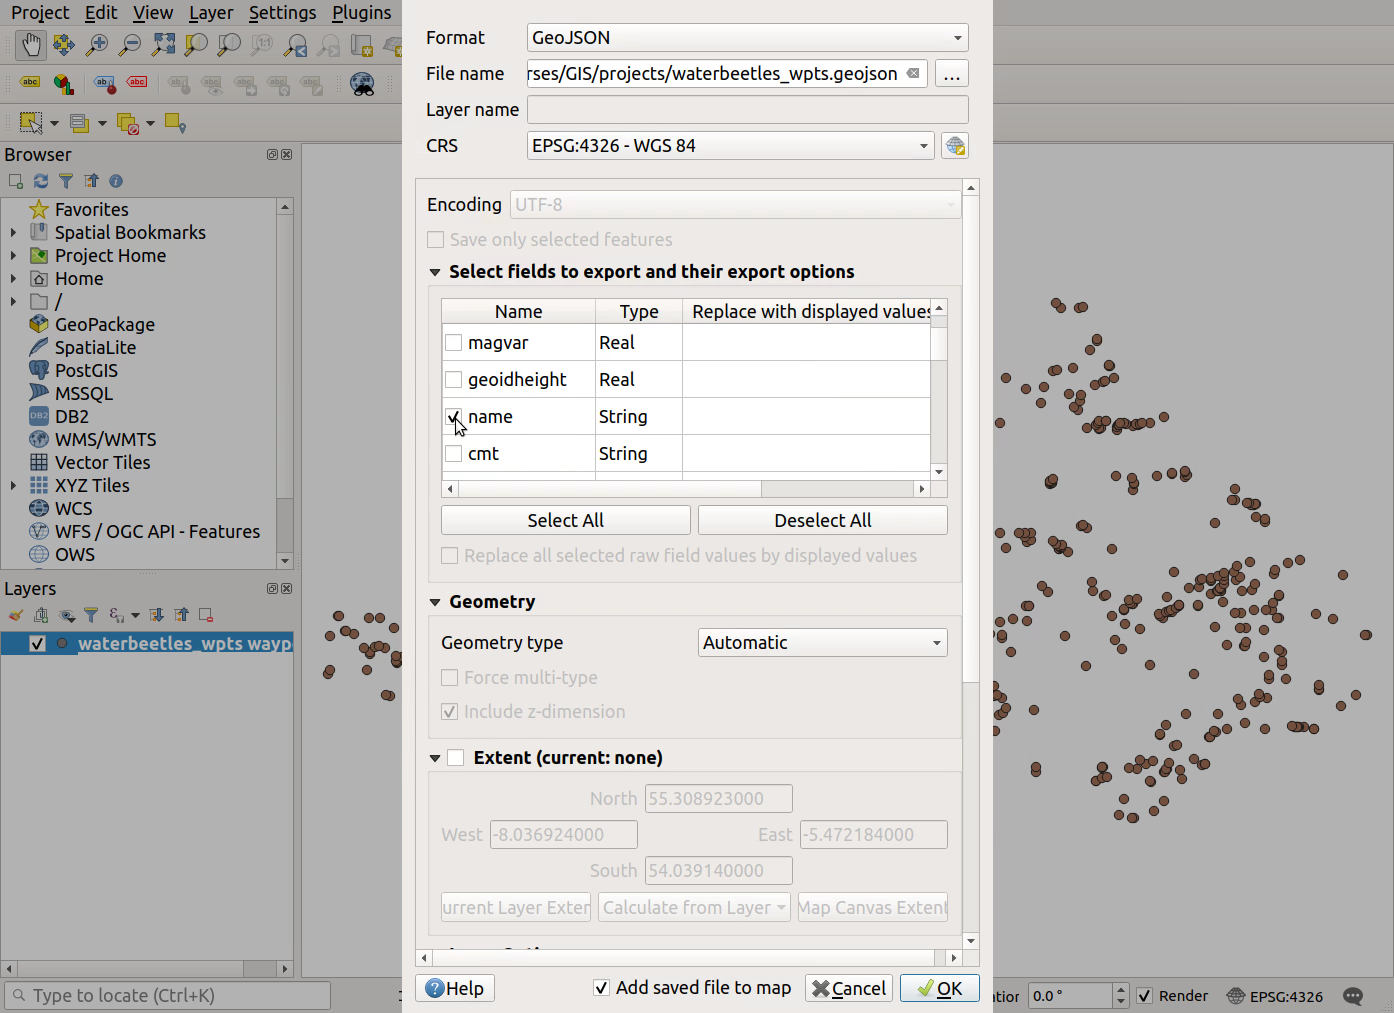 Project Edit View Layer Settings Plugins
Format GeoJSON
File name rses/GIS/projects/waterbeetles_wpts.geojson ...
Layer name
CRS EPSG:4326 - WGS 84
Encoding UTF-8
Save only selected features
Select fields to export and their export options
Name Type Replace with displayed values
magvar Real
geoidheight Real
name String
cmt String
Select All Deselect All
Replace all selected raw field values by displayed values
Geometry
Geometry type Automatic
Force multi-type
Include z-dimension
Extent (current: none)
North 55.308923000
West -8.036924000 East -5.472184000
South 54.039140000
urrent Layer Exten Calculate from Layer Map Canvas Extent
Help Add saved file to map Cancel OK
abc abc abc
Browser
Favorites
Spatial Bookmarks
Project Home
Home
/
GeoPackage
SpatiaLite
PostGIS
MSSQL
DB2 DB2
WMS/WMTS
Vector Tiles
XYZ Tiles
WCS
WFS / OGC API - Features
OWS
Layers
waterbeetles_wpts wayp
Type to locate (Ctrl+K)
atior 0.0 ° Render EPSG:4326